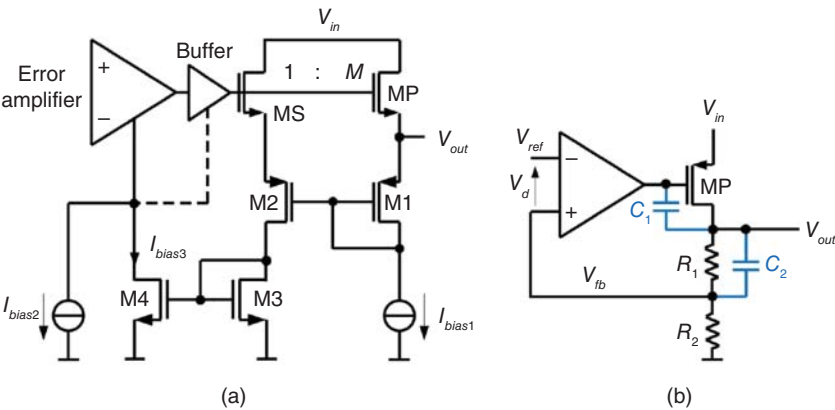 V_in
Buffer
Error
amplifier
+
−
1 : M
MP
MS
V_out
M2
M1
I_bias3
M4
M3
I_bias2
I_bias1
(a)
V_in
V_ref
−
V_d
+
MP
C_1
V_out
R_1
C_2
V_fb
R_2
(b)